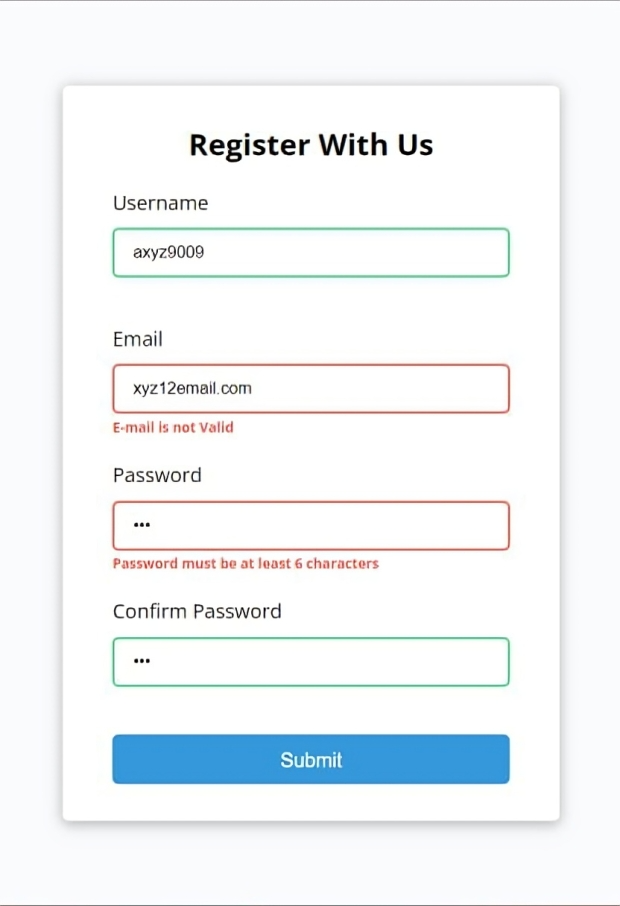 Register With Us
Username
axyz9009
Email
xyz12email.com
E-mail is not Valid
Password
•••
Password must be at least 6 characters
Confirm Password
•••
Submit